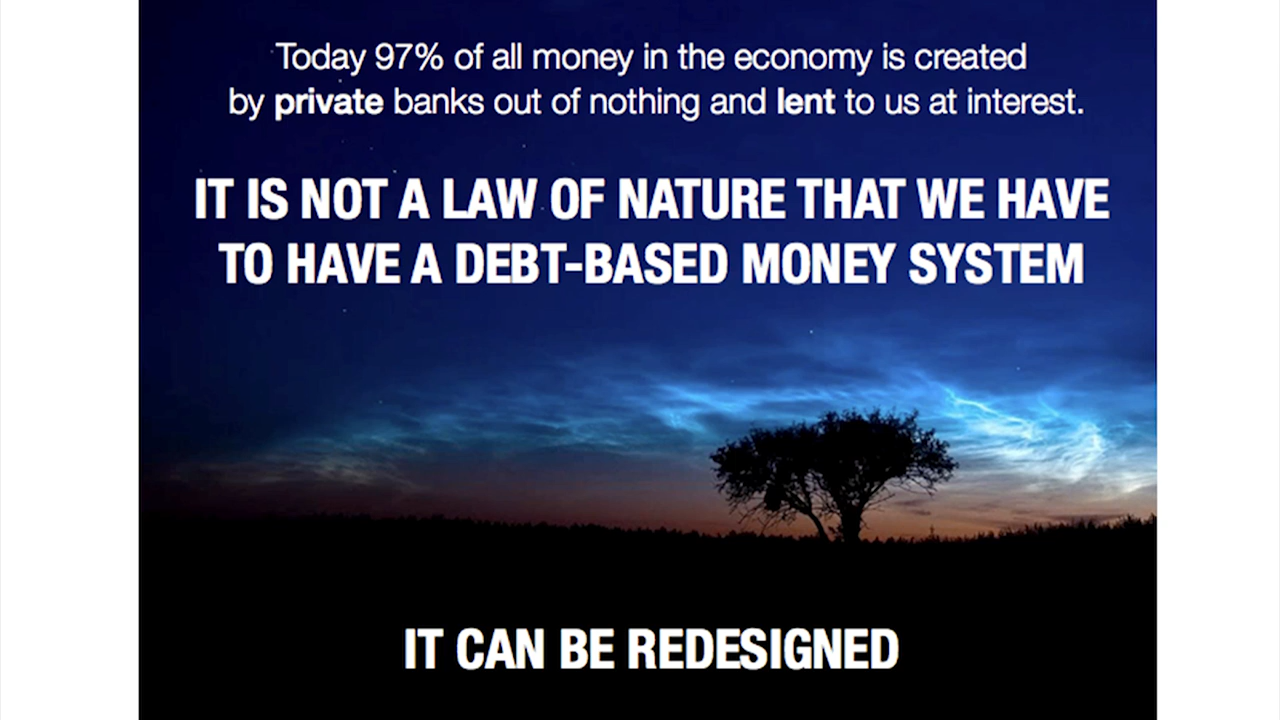 Today 97% of all money in the economy is created
by private banks out of nothing and lent to us at interest.
IT IS NOT A LAW OF NATURE THAT WE HAVE
TO HAVE A DEBT-BASED MONEY SYSTEM
IT CAN BE REDESIGNED